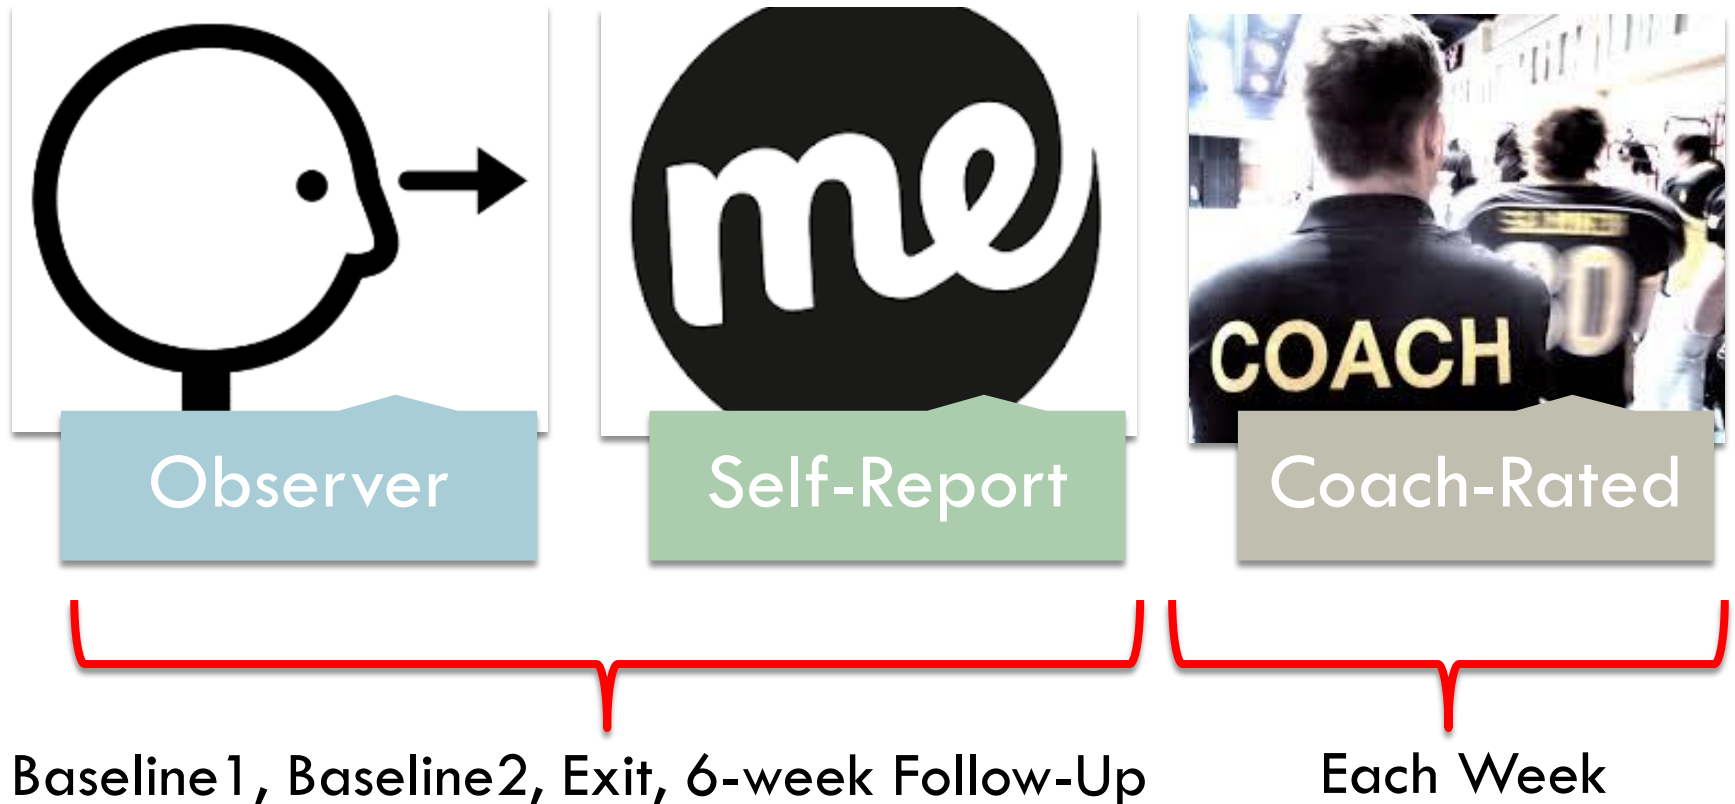 me
COACH
Observer
Self-Report
Coach-Rated
Baseline1, Baseline2, Exit, 6-week Follow-Up
Each Week